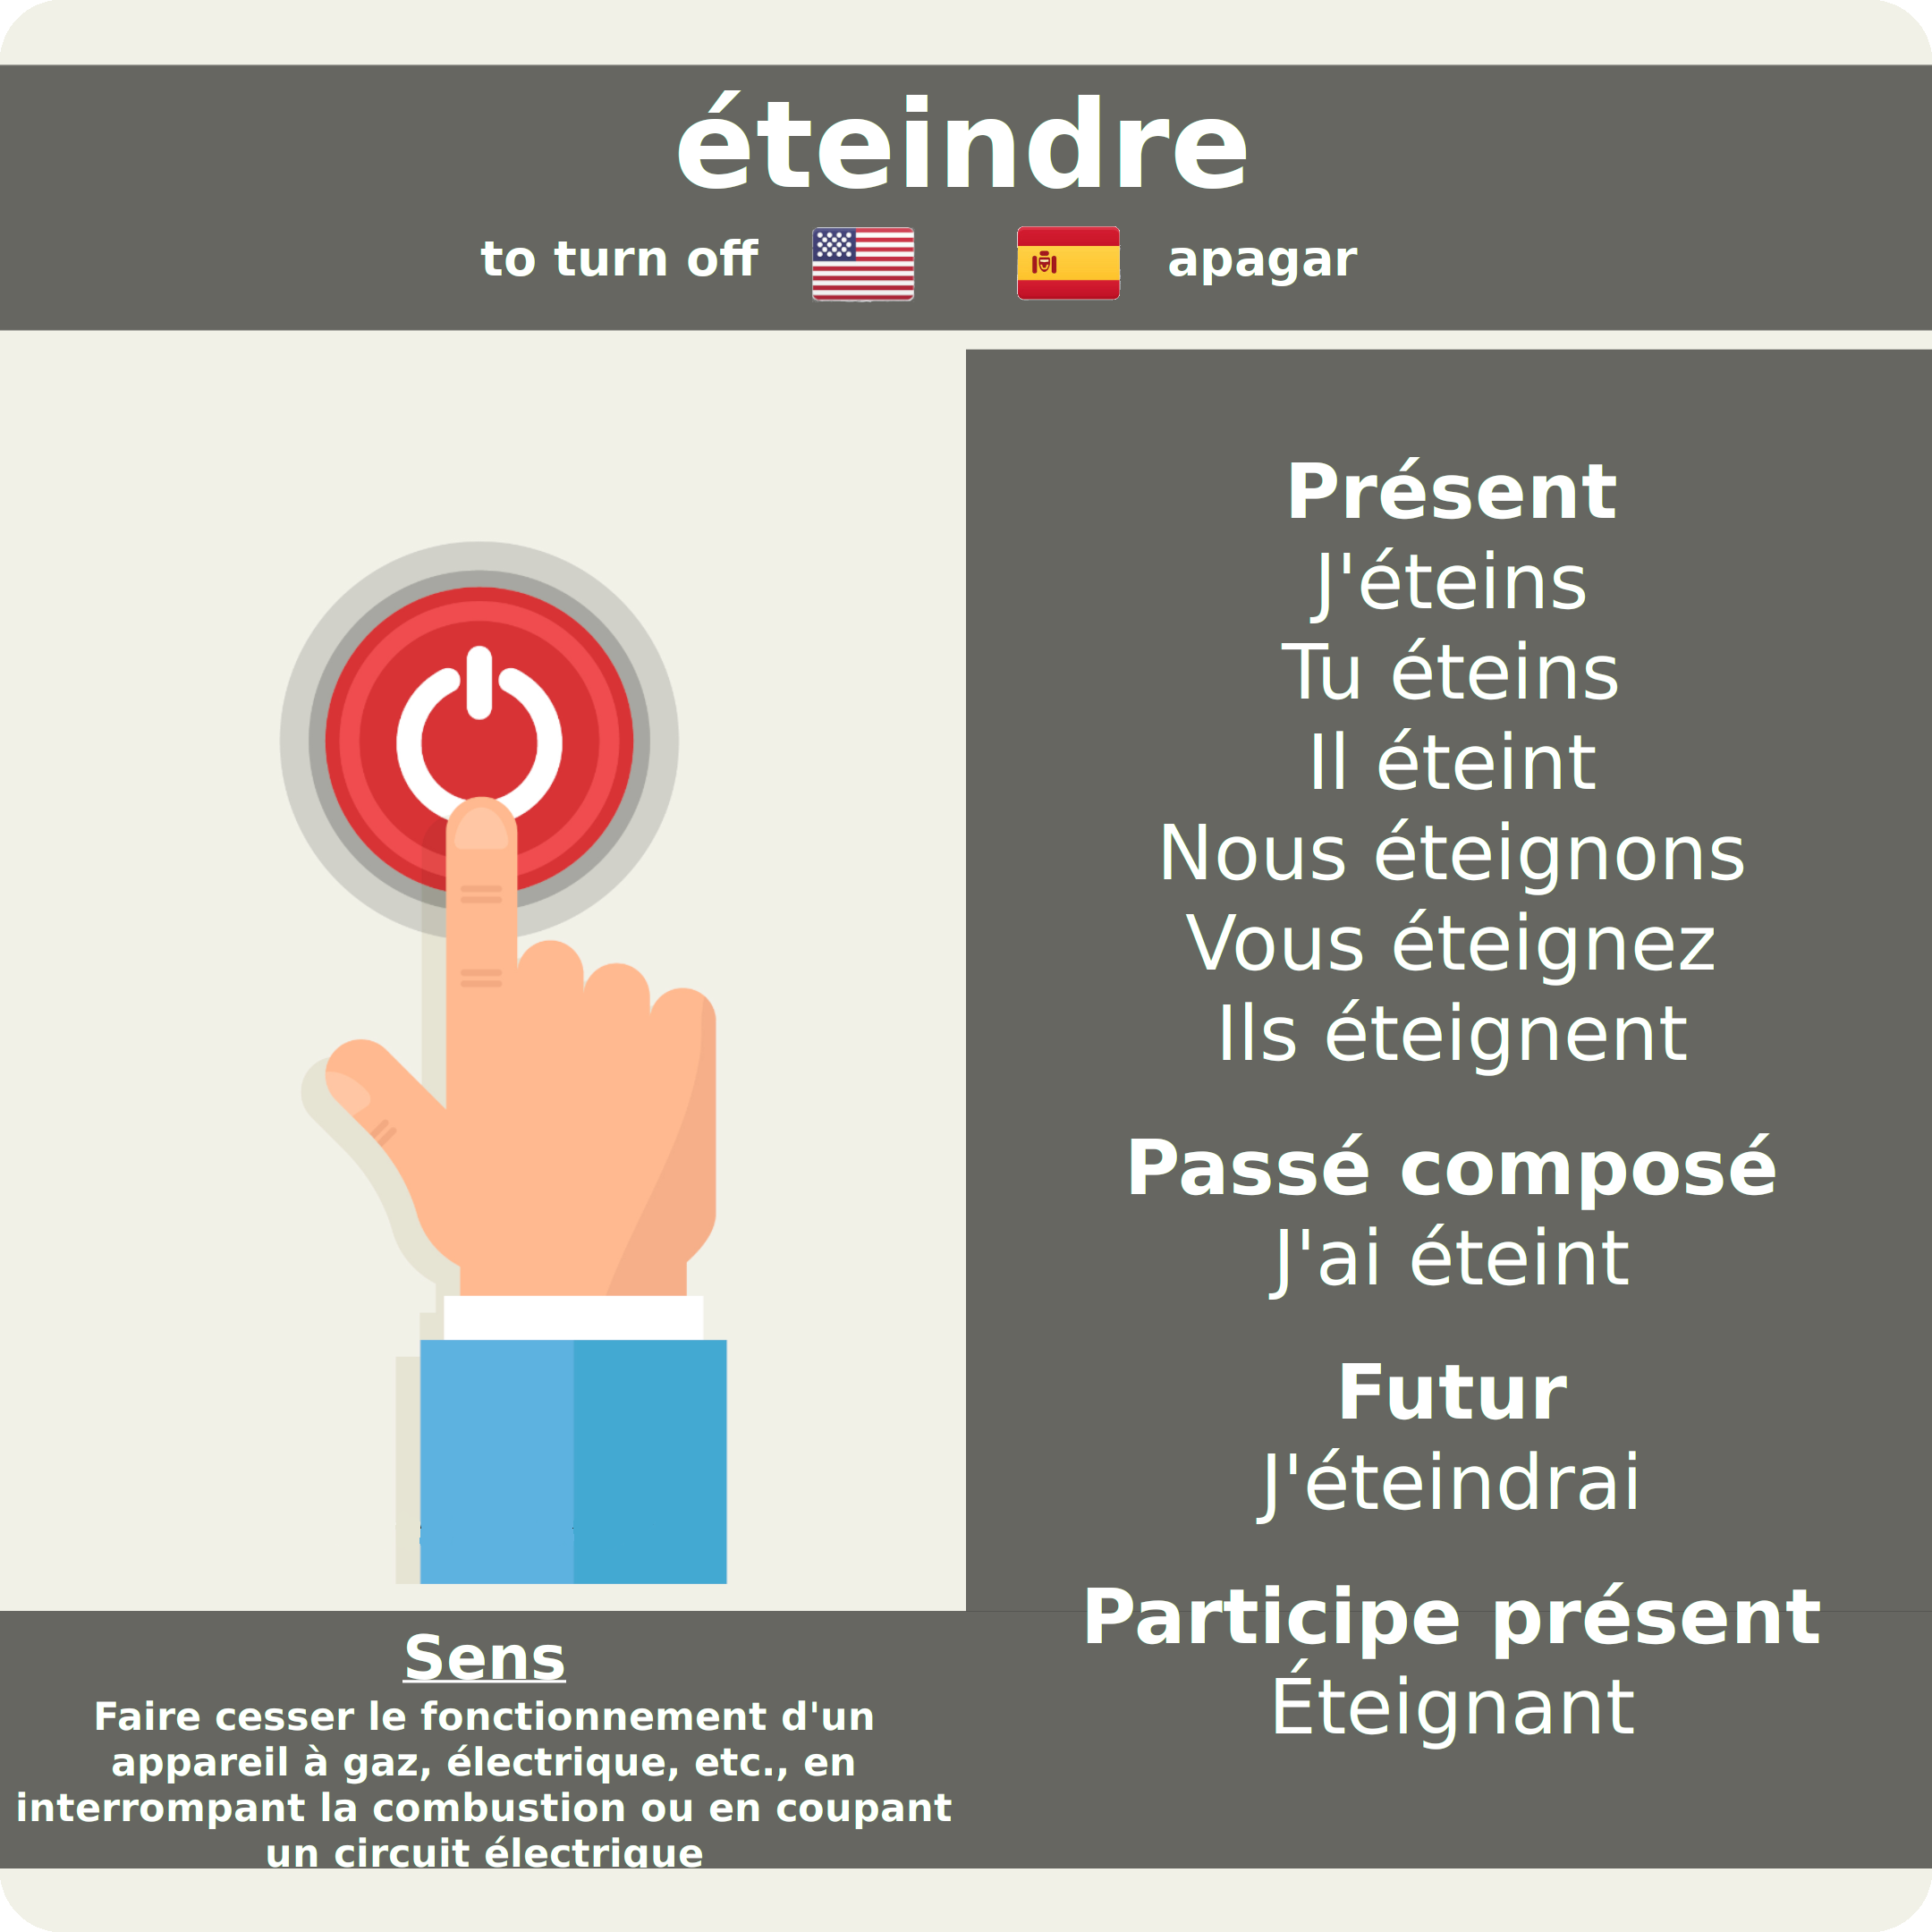 éteindre
to turn off
apagar
Présent
J'éteins
Tu éteins
Il éteint
Nous éteignons
Vous éteignez
Ils éteignent
Passé composé
J'ai éteint
Futur
J'éteindrai
Participe présent
Éteignant
Sens
Faire cesser le fonctionnement d'un
appareil à gaz, électrique, etc., en
interrompant la combustion ou en coupant
un circuit électrique